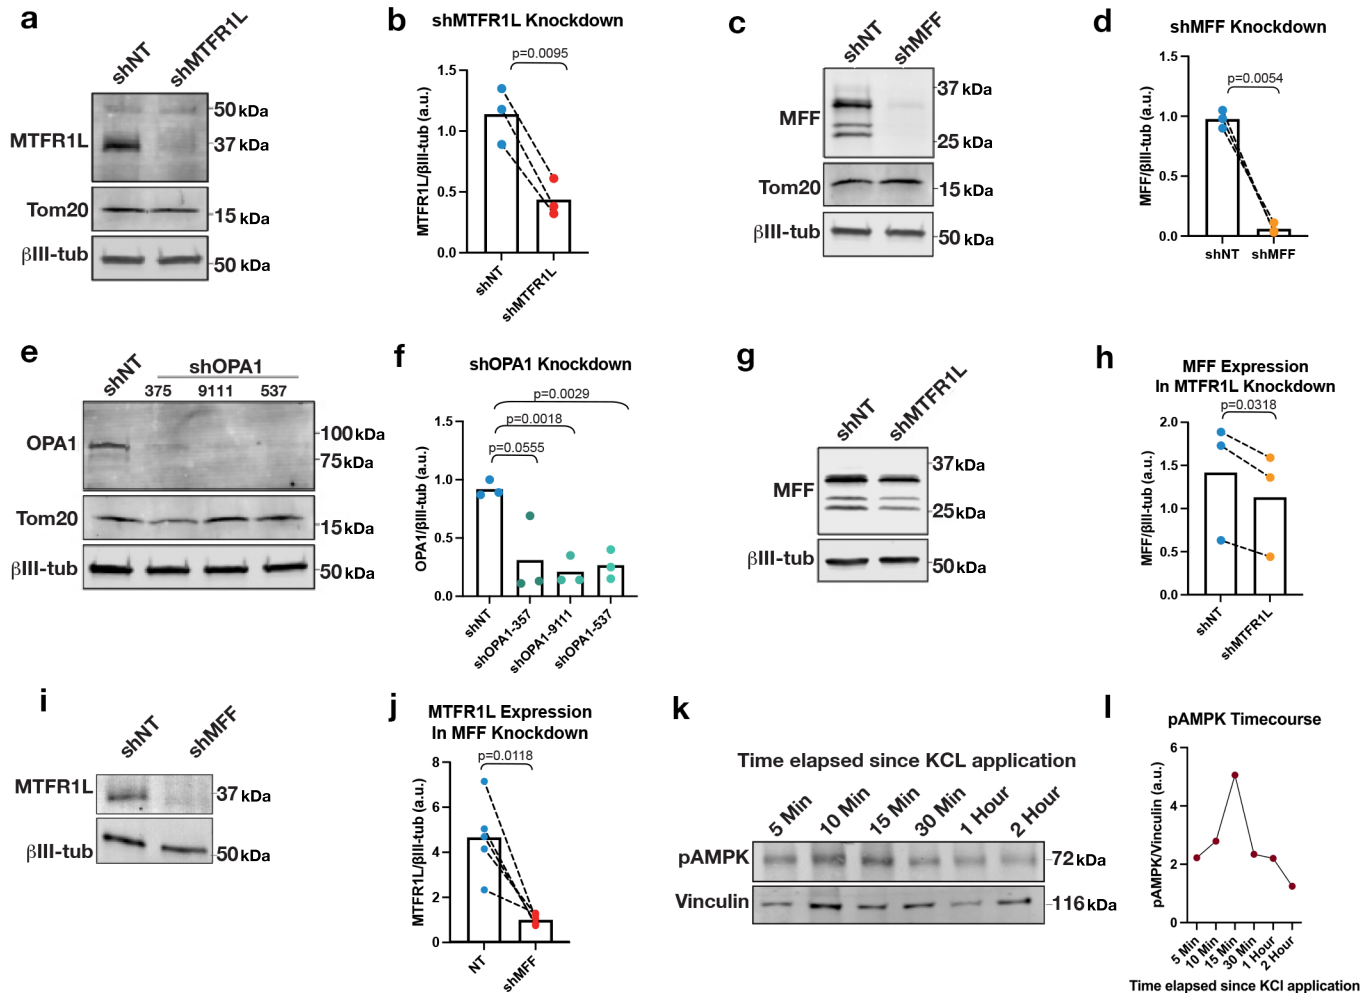 a
shNT
shMTFR1L
MTFR1L
50 kDa
37 kDa
Tom20
15 kDa
βIII-tub
50 kDa
b
shMTFR1L Knockdown
p=0.0095
MTFR1L/βIII-tub (a.u.)
1.5
1.0
0.5
0.0
shNT
shMTFR1L
c
shNT
shMFF
MFF
37 kDa
25 kDa
Tom20
15 kDa
βIII-tub
50 kDa
d
shMFF Knockdown
p=0.0054
MFF/βIII-tub (a.u.)
1.5
1.0
0.5
0.0
shNT shMFF
e
shNT
shOPA1
375 9111 537
OPA1
100 kDa
75 kDa
Tom20
15 kDa
βIII-tub
50 kDa
f
shOPA1 Knockdown
p=0.0029
p=0.0018
p=0.0555
OPA1/βIII-tub (a.u.)
1.5
1.0
0.5
0.0
shNT
shOPA1-357
shOPA1-9111
shOPA1-537
g
shNT
shMTFR1L
MFF
37 kDa
25 kDa
βIII-tub
50 kDa
h
MFF Expression
In MTFR1L Knockdown
p=0.0318
MFF/βIII-tub (a.u.)
2.0
1.5
1.0
0.5
0.0
shNT
shMTFR1L
i
shNT
shMFF
MTFR1L
37 kDa
βIII-tub
50 kDa
j
MTFR1L Expression
In MFF Knockdown
p=0.0118
MTFR1L/βIII-tub (a.u.)
8
6
4
2
0
NT
shMFF
k
Time elapsed since KCL application
5 Min
10 Min
15 Min
30 Min
1 Hour
2 Hour
pAMPK
72 kDa
Vinculin
116 kDa
l
pAMPK Timecourse
pAMPK/Vinculin (a.u.)
6
4
2
0
5 Min
10 Min
15 Min
30 Min
1 Hour
2 Hour
Time elapsed since KCl application